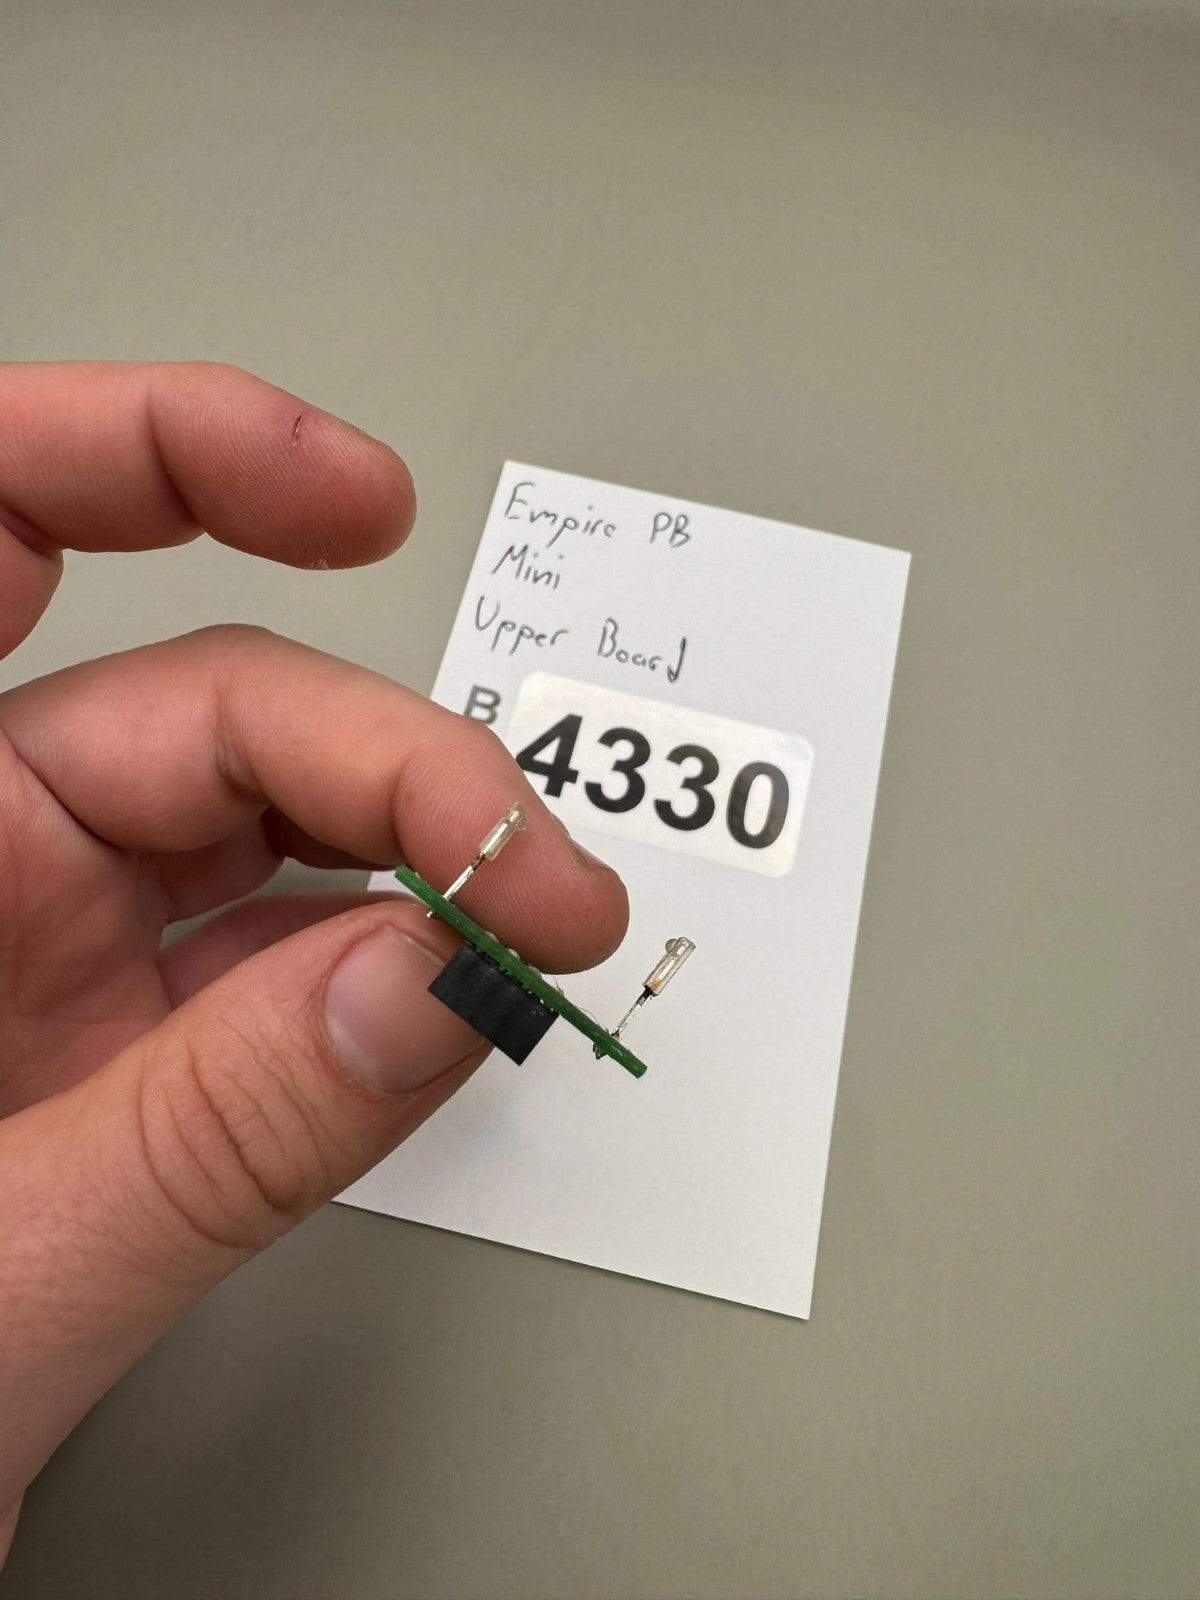 Empire PB
Mini
Upper Board
B
4330